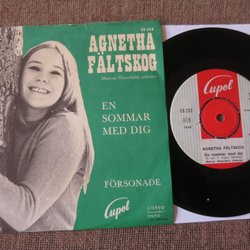 AGNETHA
FÄLTSKOG
EN
SOMMAR
MED DIG
FÖRSONADE
STEREO
Cupol
Cupol
AGNETHA FÄLTSKOG
En sommar med dig